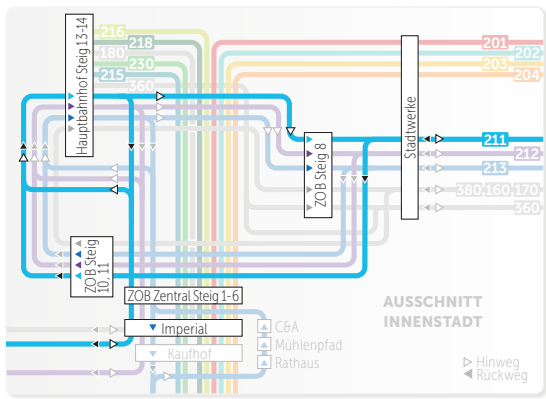 Hauptbahnhof Steig 13-14
216
218
180
230
215
360
201
202
203
204
Stadtwerke
ZOB Steig 8
211
212
213
380 160 170
360
ZOB Steig
10, 11
ZOB Zentral Steig 1-6
Imperial
Kaufhof
C&A
Mühlenpfad
Rathaus
AUSSCHNITT
INNENSTADT
Hinweg
Rückweg